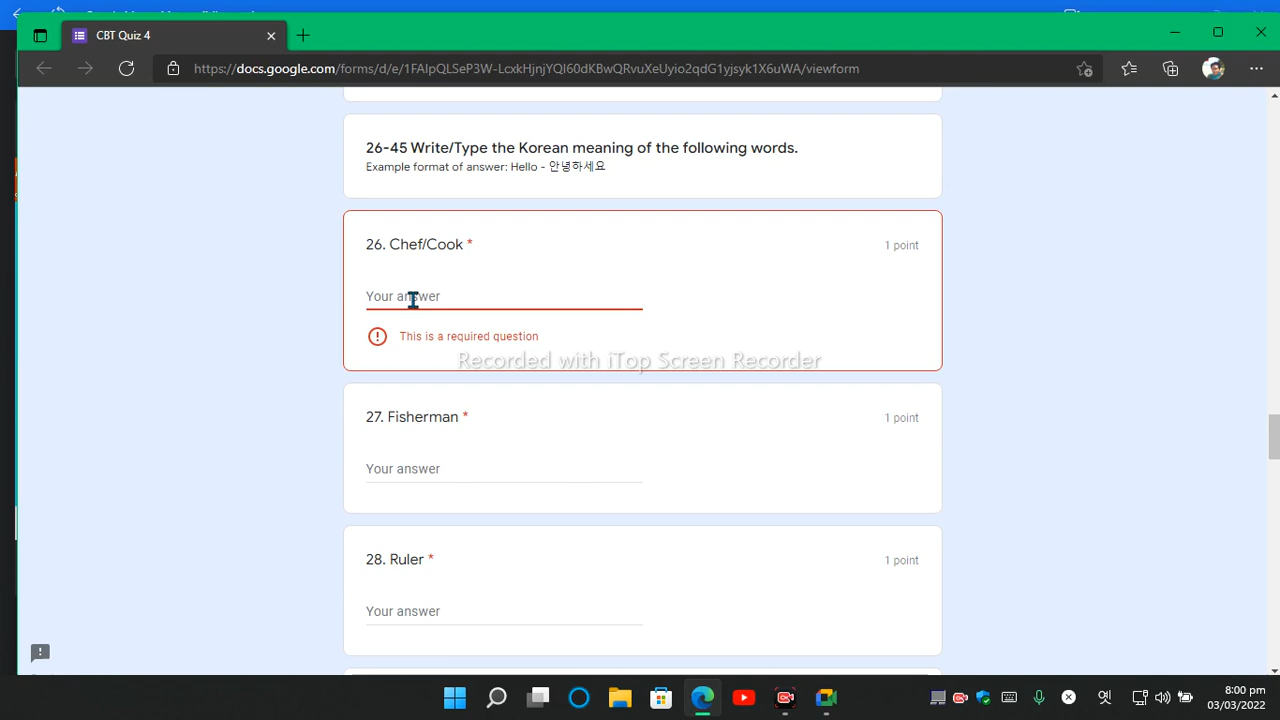 CBT Quiz 4
https://docs.google.com/forms/d/e/1FAIpQLSeP3W-LcxkHjnjYQI60dKBwQRvuXeUyio2qdG1yjsyk1X6uWA/viewform
26-45 Write/Type the Korean meaning of the following words.
Example format of answer: Hello - 안녕하세요
26. Chef/Cook *
1 point
Your answer
This is a required question
Recorded with iTop Screen Recorder
27. Fisherman *
1 point
Your answer
28. Ruler *
1 point
Your answer
8:00 pm
03/03/2022